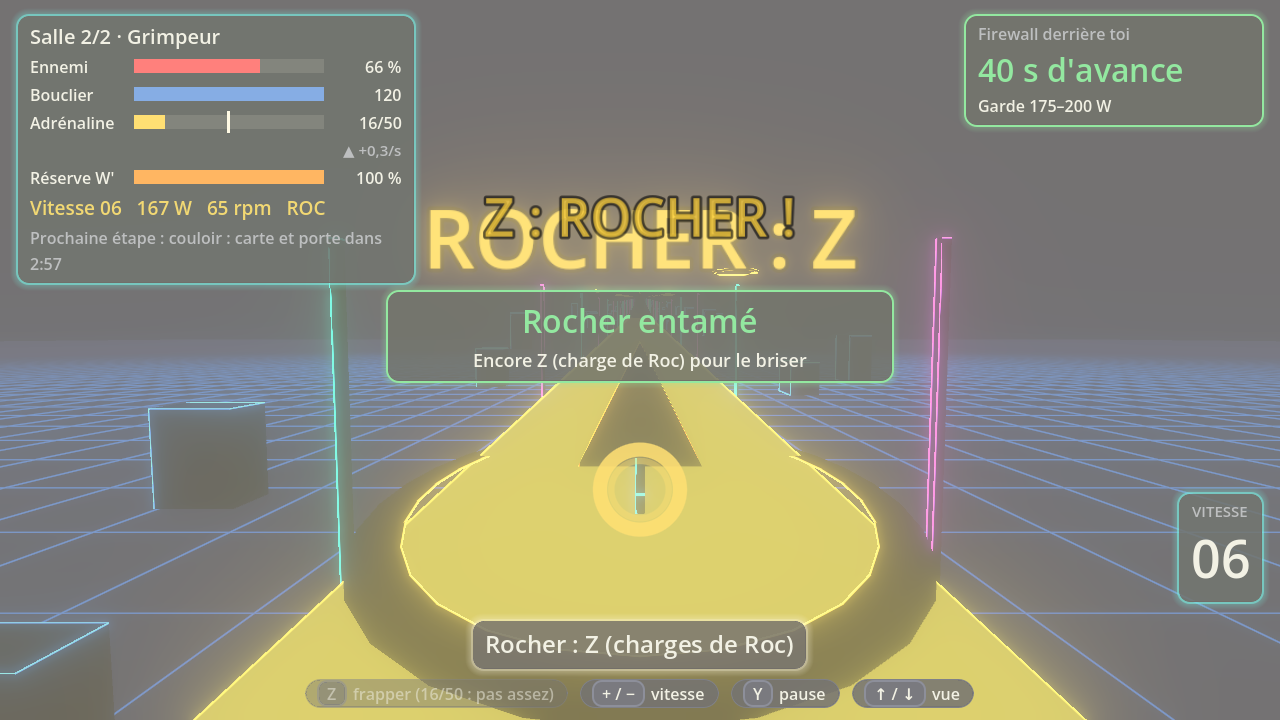 Salle 2/2 · Grimpeur
Ennemi 66 %
Bouclier 120
Adrénaline 16/50
▲ +0,3/s
Réserve W' 100 %
Vitesse 06 167 W 65 rpm ROC
Prochaine étape : couloir : carte et porte dans
2:57
Firewall derrière toi
40 s d'avance
Garde 175–200 W
Z : ROCHER !
ROCHER : Z
Rocher entamé
Encore Z (charge de Roc) pour le briser
VITESSE
06
Rocher : Z (charges de Roc)
Z frapper (16/50 : pas assez) + / − vitesse Y pause ↑ / ↓ vue